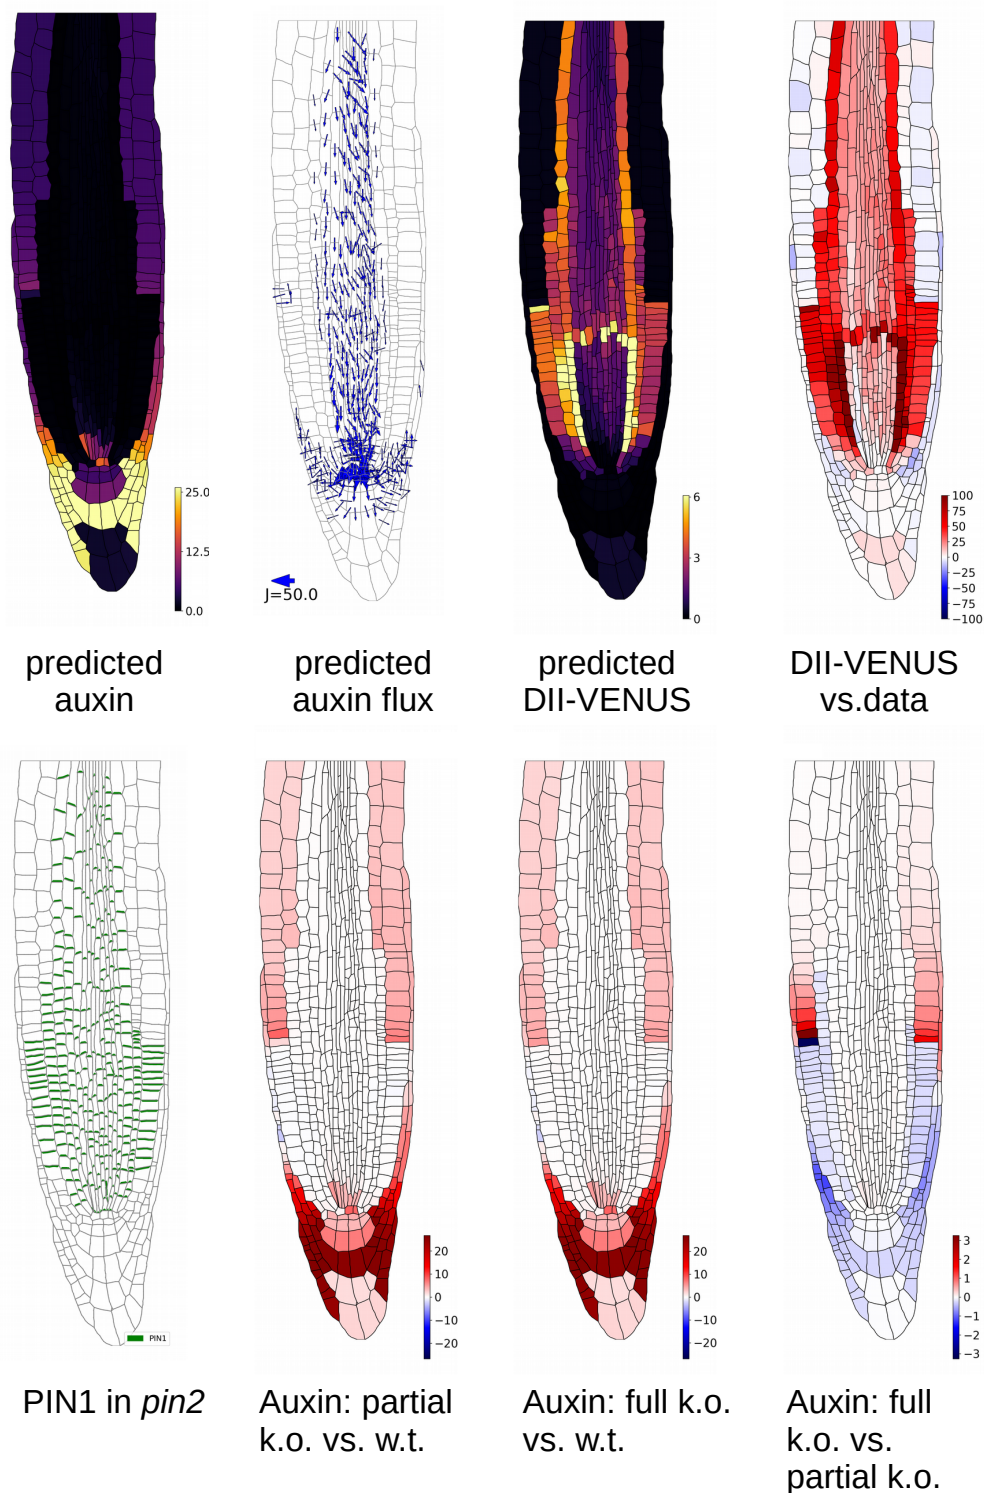 25.0
12.5
0.0
J=50.0
6
3
0
100
75
50
25
0
−25
−50
−75
−100
predicted
auxin
predicted
auxin flux
predicted
DII-VENUS
DII-VENUS
vs.data
PIN1
20
10
0
−10
−20
20
10
0
−10
−20
3
2
1
0
−1
−2
−3
PIN1 in pin2
Auxin: partial
k.o. vs. w.t.
Auxin: full k.o.
vs. w.t.
Auxin: full
k.o. vs.
partial k.o.